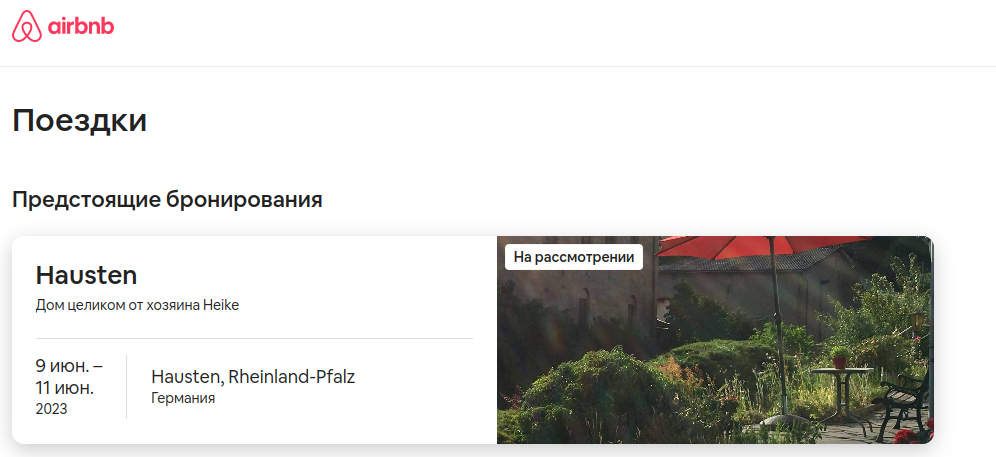 airbnb
Поездки
Предстоящие бронирования
Hausten
Дом целиком от хозяина Heike
9 июн. –
11 июн.
2023
Hausten, Rheinland-Pfalz
Германия
На рассмотрении